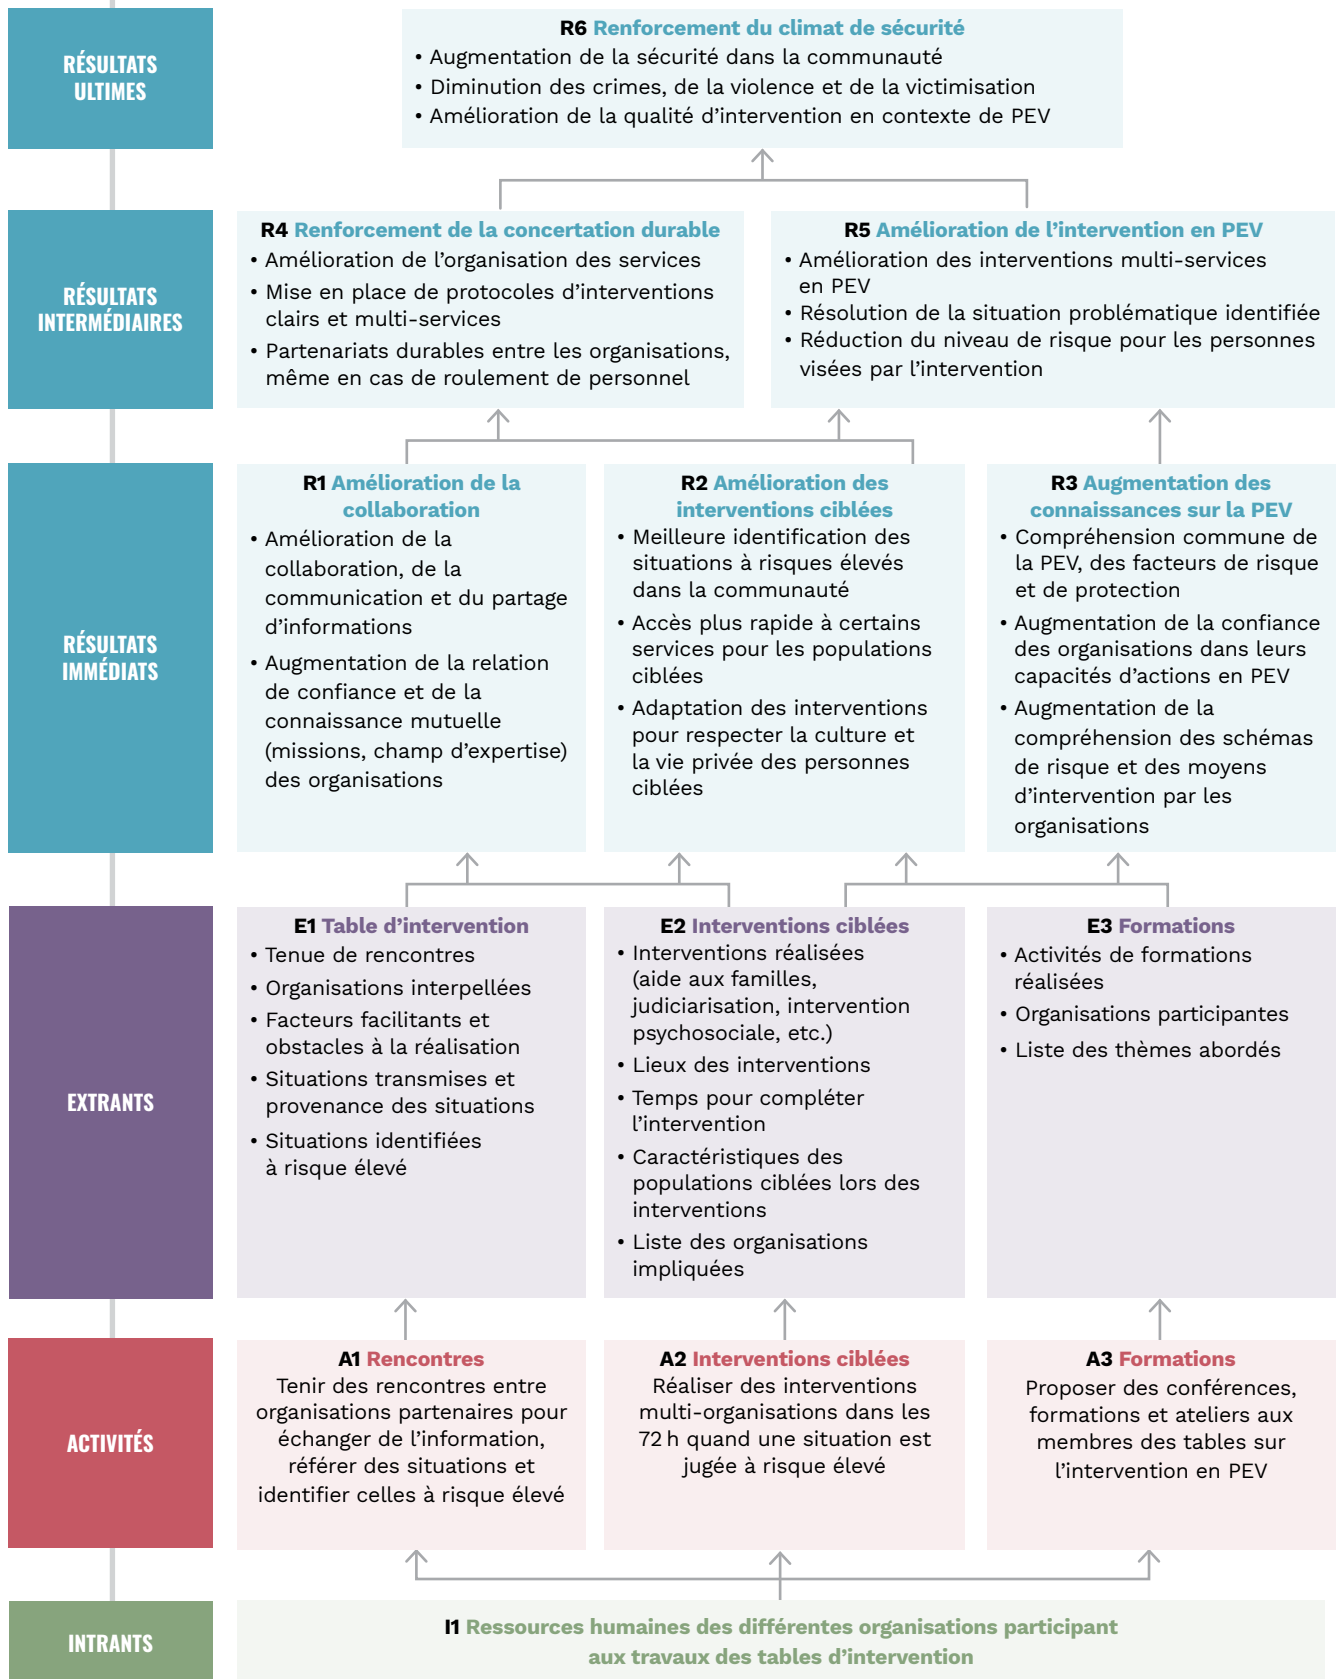 RÉSULTATS
ULTIMES
R6 Renforcement du climat de sécurité
• Augmentation de la sécurité dans la communauté
• Diminution des crimes, de la violence et de la victimisation
• Amélioration de la qualité d’intervention en contexte de PEV
RÉSULTATS
INTERMÉDIAIRES
R4 Renforcement de la concertation durable
• Amélioration de l’organisation des services
• Mise en place de protocoles d’interventions
clairs et multi-services
• Partenariats durables entre les organisations,
même en cas de roulement de personnel
R5 Amélioration de l’intervention en PEV
• Amélioration des interventions multi-services
en PEV
• Résolution de la situation problématique identifiée
• Réduction du niveau de risque pour les personnes
visées par l’intervention
RÉSULTATS
IMMÉDIATS
R1 Amélioration de la
collaboration
• Amélioration de la
collaboration, de la
communication et du partage
d’informations
• Augmentation de la relation
de confiance et de la
connaissance mutuelle
(missions, champ d’expertise)
des organisations
R2 Amélioration des
interventions ciblées
• Meilleure identification des
situations à risques élevés
dans la communauté
• Accès plus rapide à certains
services pour les populations
ciblées
• Adaptation des interventions
pour respecter la culture et
la vie privée des personnes
ciblées
R3 Augmentation des
connaissances sur la PEV
• Compréhension commune de
la PEV, des facteurs de risque
et de protection
• Augmentation de la confiance
des organisations dans leurs
capacités d’actions en PEV
• Augmentation de la
compréhension des schémas
de risque et des moyens
d’intervention par les
organisations
EXTRANTS
E1 Table d’intervention
• Tenue de rencontres
• Organisations interpellées
• Facteurs facilitants et
obstacles à la réalisation
• Situations transmises et
provenance des situations
• Situations identifiées
à risque élevé
E2 Interventions ciblées
• Interventions réalisées
(aide aux familles,
judiciarisation, intervention
psychosociale, etc.)
• Lieux des interventions
• Temps pour compléter
l’intervention
• Caractéristiques des
populations ciblées lors des
interventions
• Liste des organisations
impliquées
E3 Formations
• Activités de formations
réalisées
• Organisations participantes
• Liste des thèmes abordés
ACTIVITÉS
A1 Rencontres
Tenir des rencontres entre
organisations partenaires pour
échanger de l’information,
référer des situations et
identifier celles à risque élevé
A2 Interventions ciblées
Réaliser des interventions
multi-organisations dans les
72 h quand une situation est
jugée à risque élevé
A3 Formations
Proposer des conférences,
formations et ateliers aux
membres des tables sur
l’intervention en PEV
INTRANTS
I1 Ressources humaines des différentes organisations participant
aux travaux des tables d’intervention